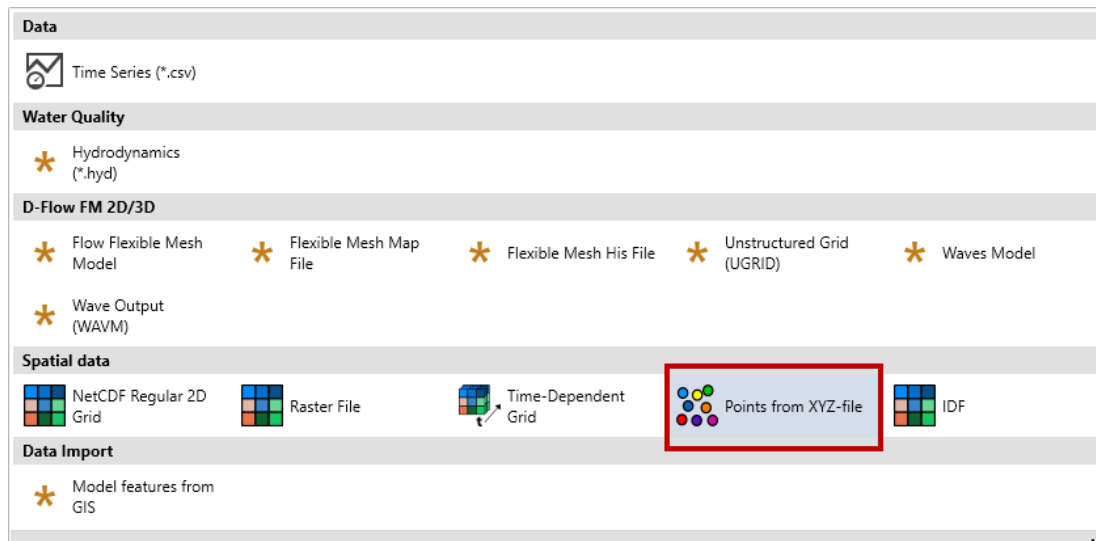 Data
Time Series (*.csv)
Water Quality
Hydrodynamics
(*.hyd)
D-Flow FM 2D/3D
Flow Flexible Mesh
Model
Flexible Mesh Map
File
Flexible Mesh His File
Unstructured Grid
(UGRID)
Waves Model
Wave Output
(WAVM)
Spatial data
NetCDF Regular 2D
Grid
Raster File
t
Time-Dependent
Grid
Points from XYZ-file
IDF
Data Import
Model features from
GIS